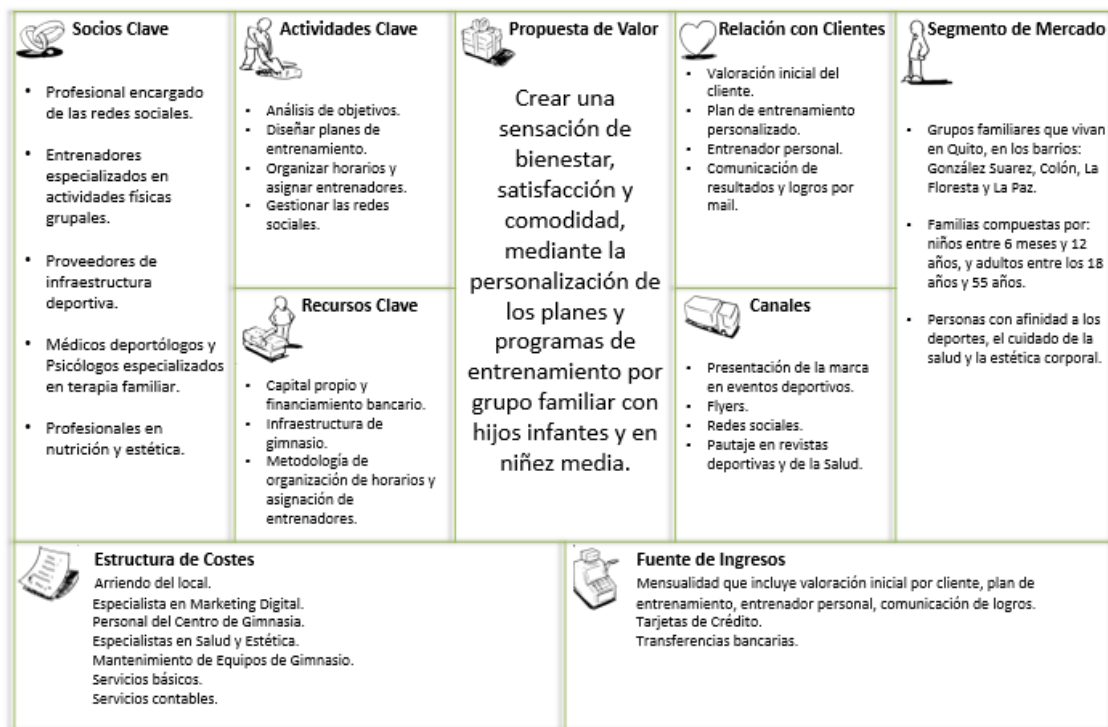 Socios Clave
• Profesional encargado
de las redes sociales.
• Entrenadores
especializados en
actividades físicas
grupales.
• Proveedores de
infraestructura
deportiva.
• Médicos deportólogos y
Psicólogos especializados
en terapia familiar.
• Profesionales en
nutrición y estética.
Actividades Clave
• Análisis de objetivos.
• Diseñar planes de
entrenamiento.
• Organizar horarios y
asignar entrenadores.
• Gestionar las redes
sociales.
Recursos Clave
• Capital propio y
financiamiento bancario.
• Infraestructura de
gimnasio.
• Metodología de
organización de horarios y
asignación de
entrenadores.
Propuesta de Valor
Crear una
sensación de
bienestar,
satisfacción y
comodidad,
mediante la
personalización de
los planes y
programas de
entrenamiento por
grupo familiar con
hijos infantes y en
niñez media.
Relación con Clientes
• Valoración inicial del
cliente.
• Plan de entrenamiento
personalizado.
• Entrenador personal.
• Comunicación de
resultados y logros por
mail.
Canales
• Presentación de la marca
en eventos deportivos.
• Flyers.
• Redes sociales.
• Pautaje en revistas
deportivas y de la Salud.
Segmento de Mercado
• Grupos familiares que vivan
en Quito, en los barrios:
González Suarez, Colón, La
Floresta y La Paz.
• Familias compuestas por:
niños entre 6 meses y 12
años, y adultos entre los 18
años y 55 años.
• Personas con afinidad a los
deportes, el cuidado de la
salud y la estética corporal.
Estructura de Costes
Arriendo del local.
Especialista en Marketing Digital.
Personal del Centro de Gimnasia.
Especialistas en Salud y Estética.
Mantenimiento de Equipos de Gimnasio.
Servicios básicos.
Servicios contables.
Fuente de Ingresos
Mensualidad que incluye valoración inicial por cliente, plan de
entrenamiento, entrenador personal, comunicación de logros.
Tarjetas de Crédito.
Transferencias bancarias.